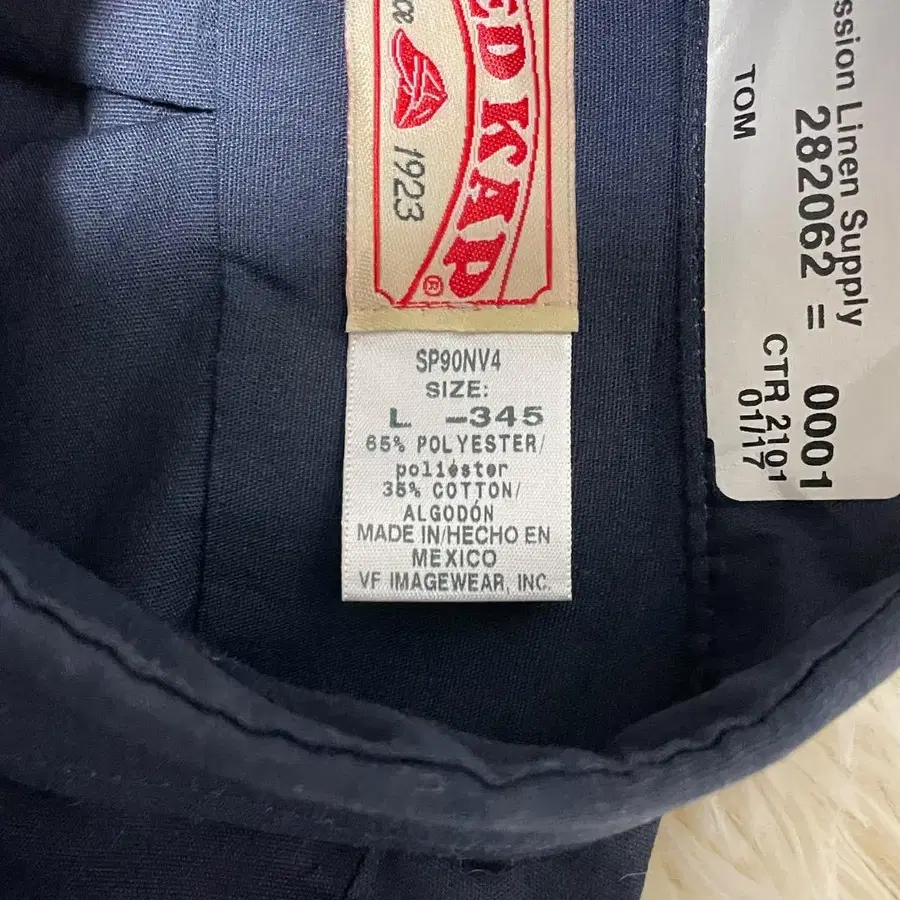 ED KAP®
1923
SP90NV4
SIZE:
L -345
65% POLYESTER/
poliéster
35% COTTON/
ALGODÓN
MADE IN/HECHO EN
MEXICO
VF IMAGEWEAR, INC.
ssion Linen Supply
282062 = 0001
TOM
CTR 2101
01/17